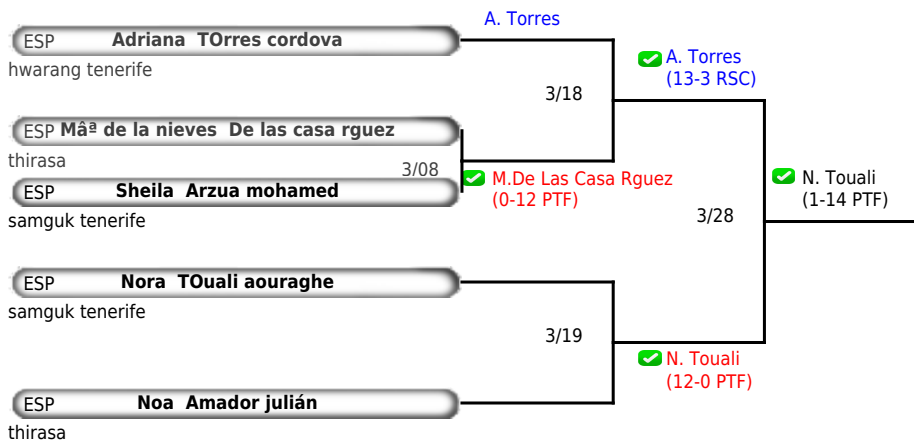 A. Torres
ESP Adriana TOrres cordova
hwarang tenerife
A. Torres
(13-3 RSC)
3/18
ESP Mâª de la nieves De las casa rguez
thirasa
3/08
M.De Las Casa Rguez
(0-12 PTF)
ESP Sheila Arzua mohamed
samguk tenerife
N. Touali
(1-14 PTF)
3/28
ESP Nora TOuali aouraghe
samguk tenerife
3/19
N. Touali
(12-0 PTF)
ESP Noa Amador julián
thirasa